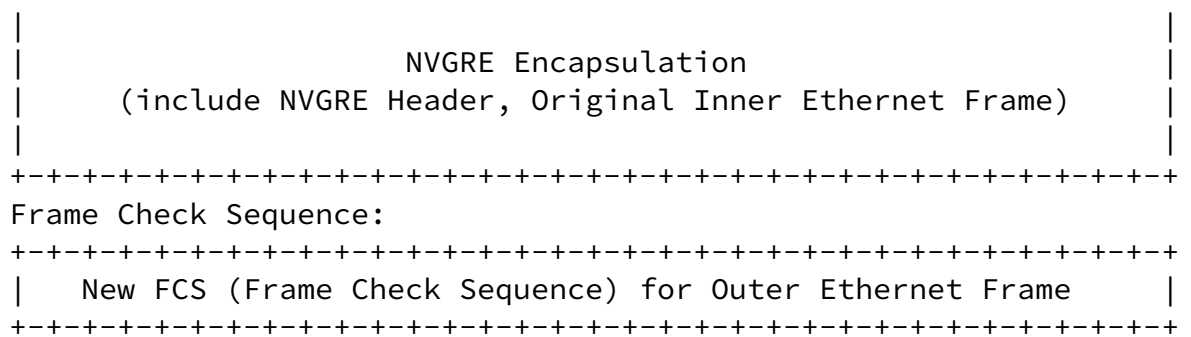 |                                                               |
|                     NVGRE Encapsulation                       |
|     (include NVGRE Header, Original Inner Ethernet Frame)     |
|                                                               |
+-+-+-+-+-+-+-+-+-+-+-+-+-+-+-+-+-+-+-+-+-+-+-+-+-+-+-+-+-+-+-+-+
Frame Check Sequence:
+-+-+-+-+-+-+-+-+-+-+-+-+-+-+-+-+-+-+-+-+-+-+-+-+-+-+-+-+-+-+-+-+
|   New FCS (Frame Check Sequence) for Outer Ethernet Frame     |
+-+-+-+-+-+-+-+-+-+-+-+-+-+-+-+-+-+-+-+-+-+-+-+-+-+-+-+-+-+-+-+-+